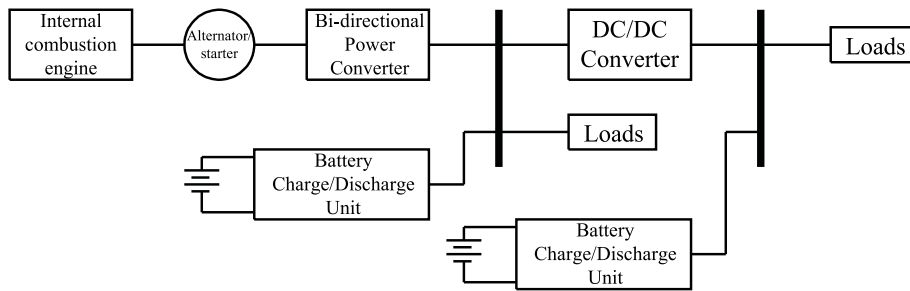 Internal
combustion
engine
Alternator/
starter
Bi-directional
Power
Converter
DC/DC
Converter
Loads
Loads
Battery
Charge/Discharge
Unit
Battery
Charge/Discharge
Unit